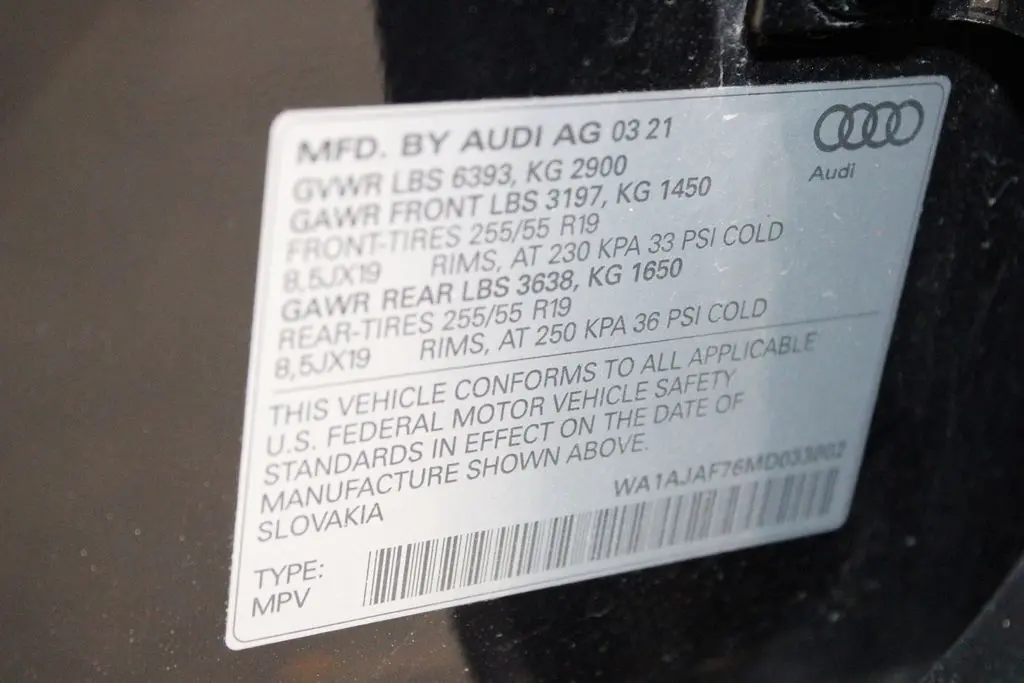 MFD. BY AUDI AG 03 21
Audi
GVWR LBS 6393, KG 2900
GAWR FRONT LBS 3197, KG 1450
FRONT-TIRES 255/55 R19
8,5JX19 RIMS, AT 230 KPA 33 PSI COLD
GAWR REAR LBS 3638, KG 1650
REAR-TIRES 255/55 R19
8,5JX19 RIMS, AT 250 KPA 36 PSI COLD
THIS VEHICLE CONFORMS TO ALL APPLICABLE
U.S. FEDERAL MOTOR VEHICLE SAFETY
STANDARDS IN EFFECT ON THE DATE OF
MANUFACTURE SHOWN ABOVE.
SLOVAKIA
TYPE:
MPV